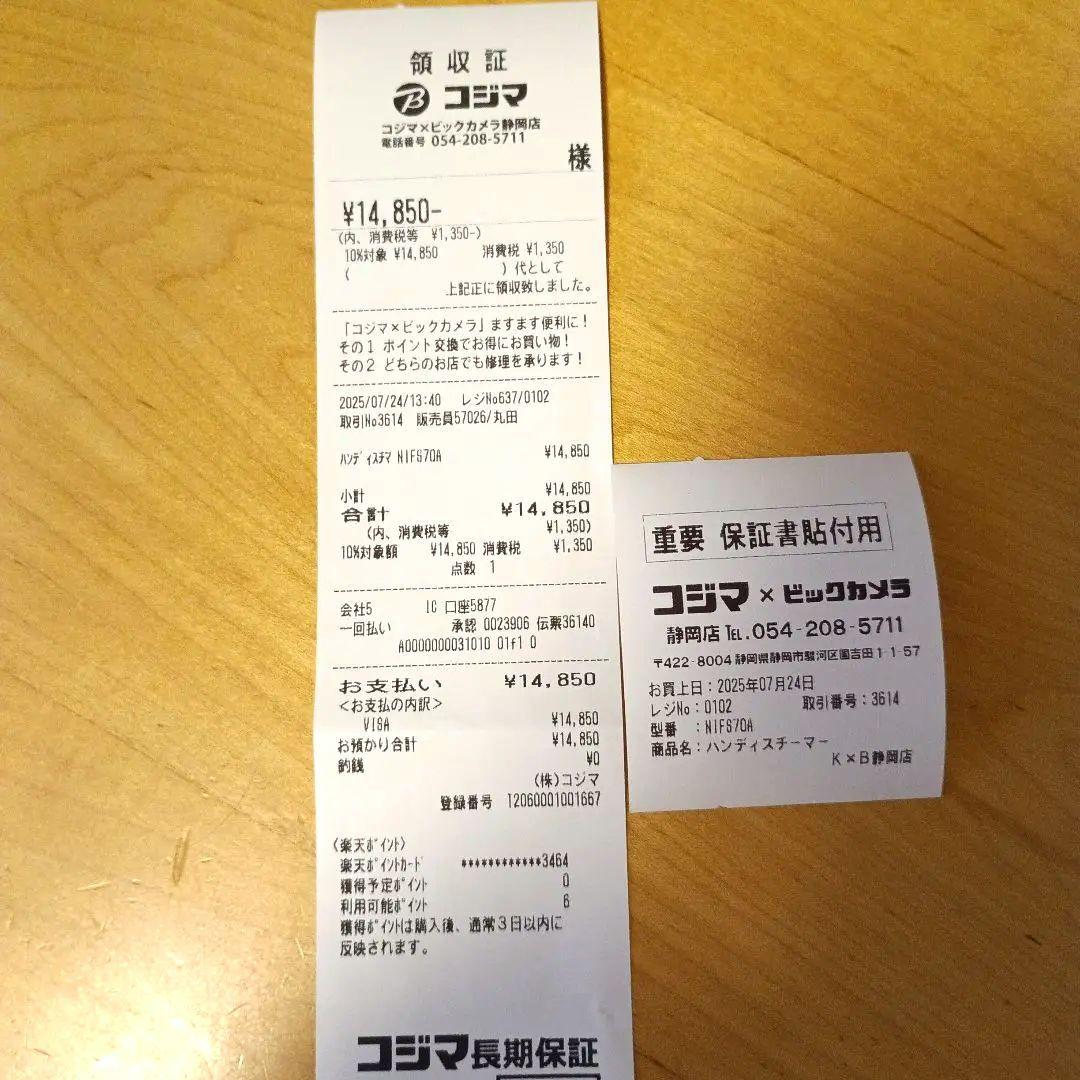 領収証
B コジマ
コジマ×ビックカメラ静岡店
電話番号 054-208-5711
様
¥14,850-
(内、消費税等 ¥1,350-)
10%対象 ¥14,850 消費税 ¥1,350
( )代として
上記正に領収致しました。
「コジマ×ビックカメラ」ますます便利に!
その1 ポイント交換でお得にお買い物!
その2 どちらのお店でも修理を承ります!
2025/07/24/13:40 レジNo637/0102
取引No3614 販売員57026/丸田
ハンディスチマ NIFS70A ¥14,850
小計 ¥14,850
合計 ¥14,850
(内、消費税等 ¥1,350)
10%対象額 ¥14,850 消費税 ¥1,350
点数 1
会社5 IC 口座5877
一回払い 承認 0023906 伝票36140
A0000000031010 01f1 0
お支払い ¥14,850
<お支払の内訳>
VISA ¥14,850
お預かり合計 ¥14,850
釣銭 ¥0
(株)コジマ
登録番号 T2060001001667
〈楽天ポイント〉
楽天ポイントカード ************3464
獲得予定ポイント 0
利用可能ポイント 6
獲得ポイントは購入後、通常3日以内に
反映されます。
コジマ長期保証
重要 保証書貼付用
コジマ×ビックカメラ
静岡店 TEL.054-208-5711
〒422-8004 静岡県静岡市駿河区国吉田1-1-57
お買上日:2025年07月24日
レジNo:0102 取引番号:3614
型番 :NIFS70A
商品名:ハンディスチーマー
K×B静岡店